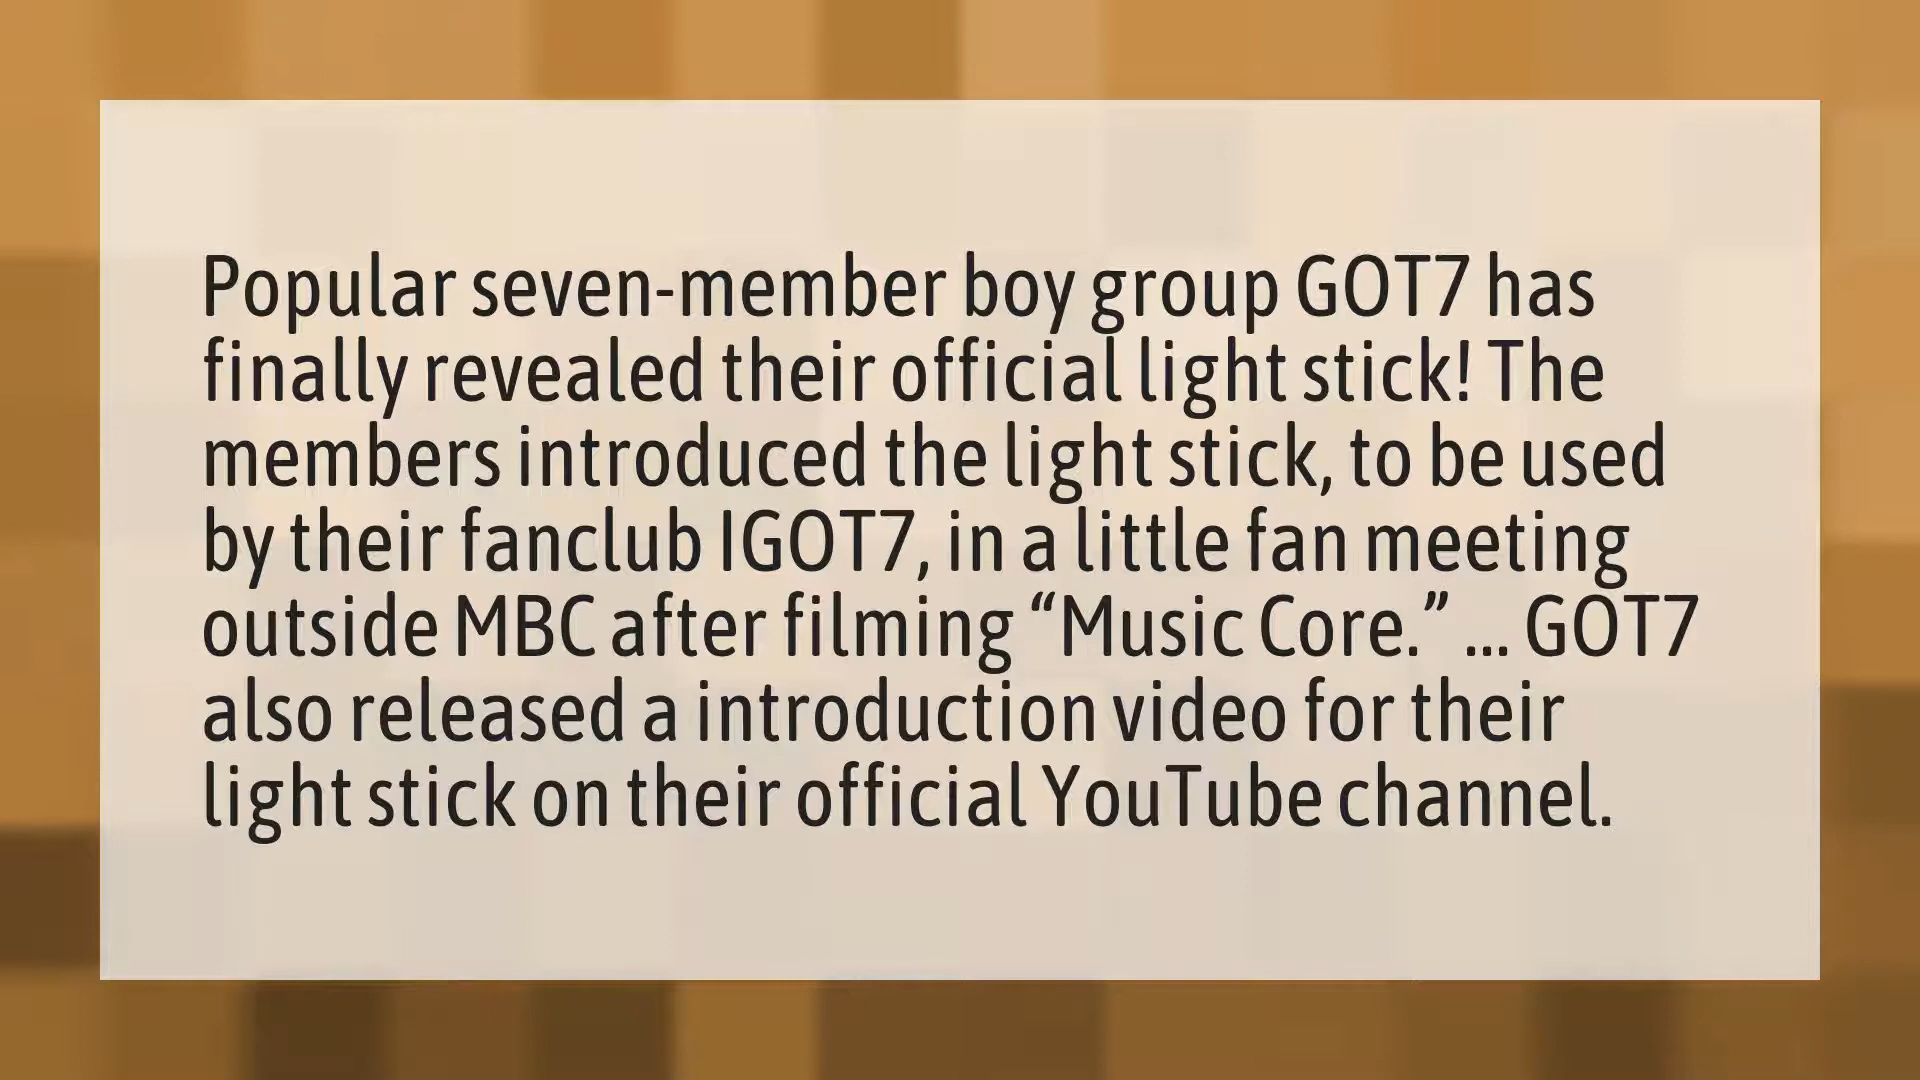 Popular seven-member boy group GOT7 has
finally revealed their official light stick! The
members introduced the light stick, to be used
by their fanclub IGOT7, in a little fan meeting
outside MBC after filming “Music Core.” ... GOT7
also released a introduction video for their
light stick on their official YouTube channel.